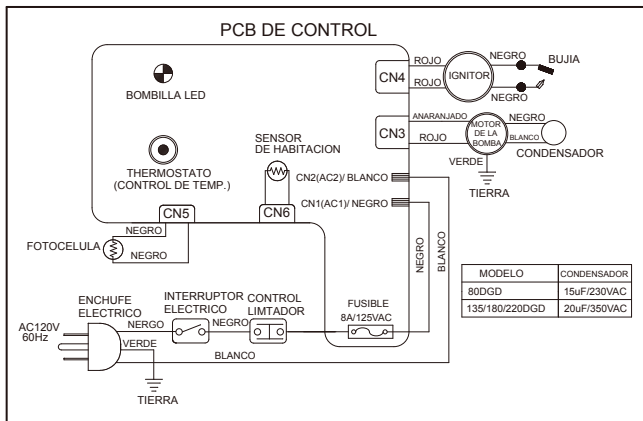 PCB DE CONTROL
BOMBILLA LED
THERMOSTATO
(CONTROL DE TEMP.)
SENSOR
DE HABITACION
CN4
ROJO
ROJO
IGNITOR
NEGRO
NEGRO
BUJIA
CN3
ANARANJADO
ROJO
MOTOR
DE LA
BOMBA
NEGRO
BLANCO
CONDENSADOR
VERDE
TIERRA
CN2(AC2)/ BLANCO
CN1(AC1)/ NEGRO
CN5
CN6
NEGRO
NEGRO
FOTOCELULA
NEGRO
BLANCO
MODELO CONDENSADOR
80DGD 15uF/230VAC
135/180/220DGD 20uF/350VAC
ENCHUFE
ELECTRICO
INTERRUPTOR
ELECTRICO
CONTROL
LIMTADOR
FUSIBLE
8A/125VAC
AC120V
60Hz
NERGO
NEGRO
VERDE
BLANCO
TIERRA